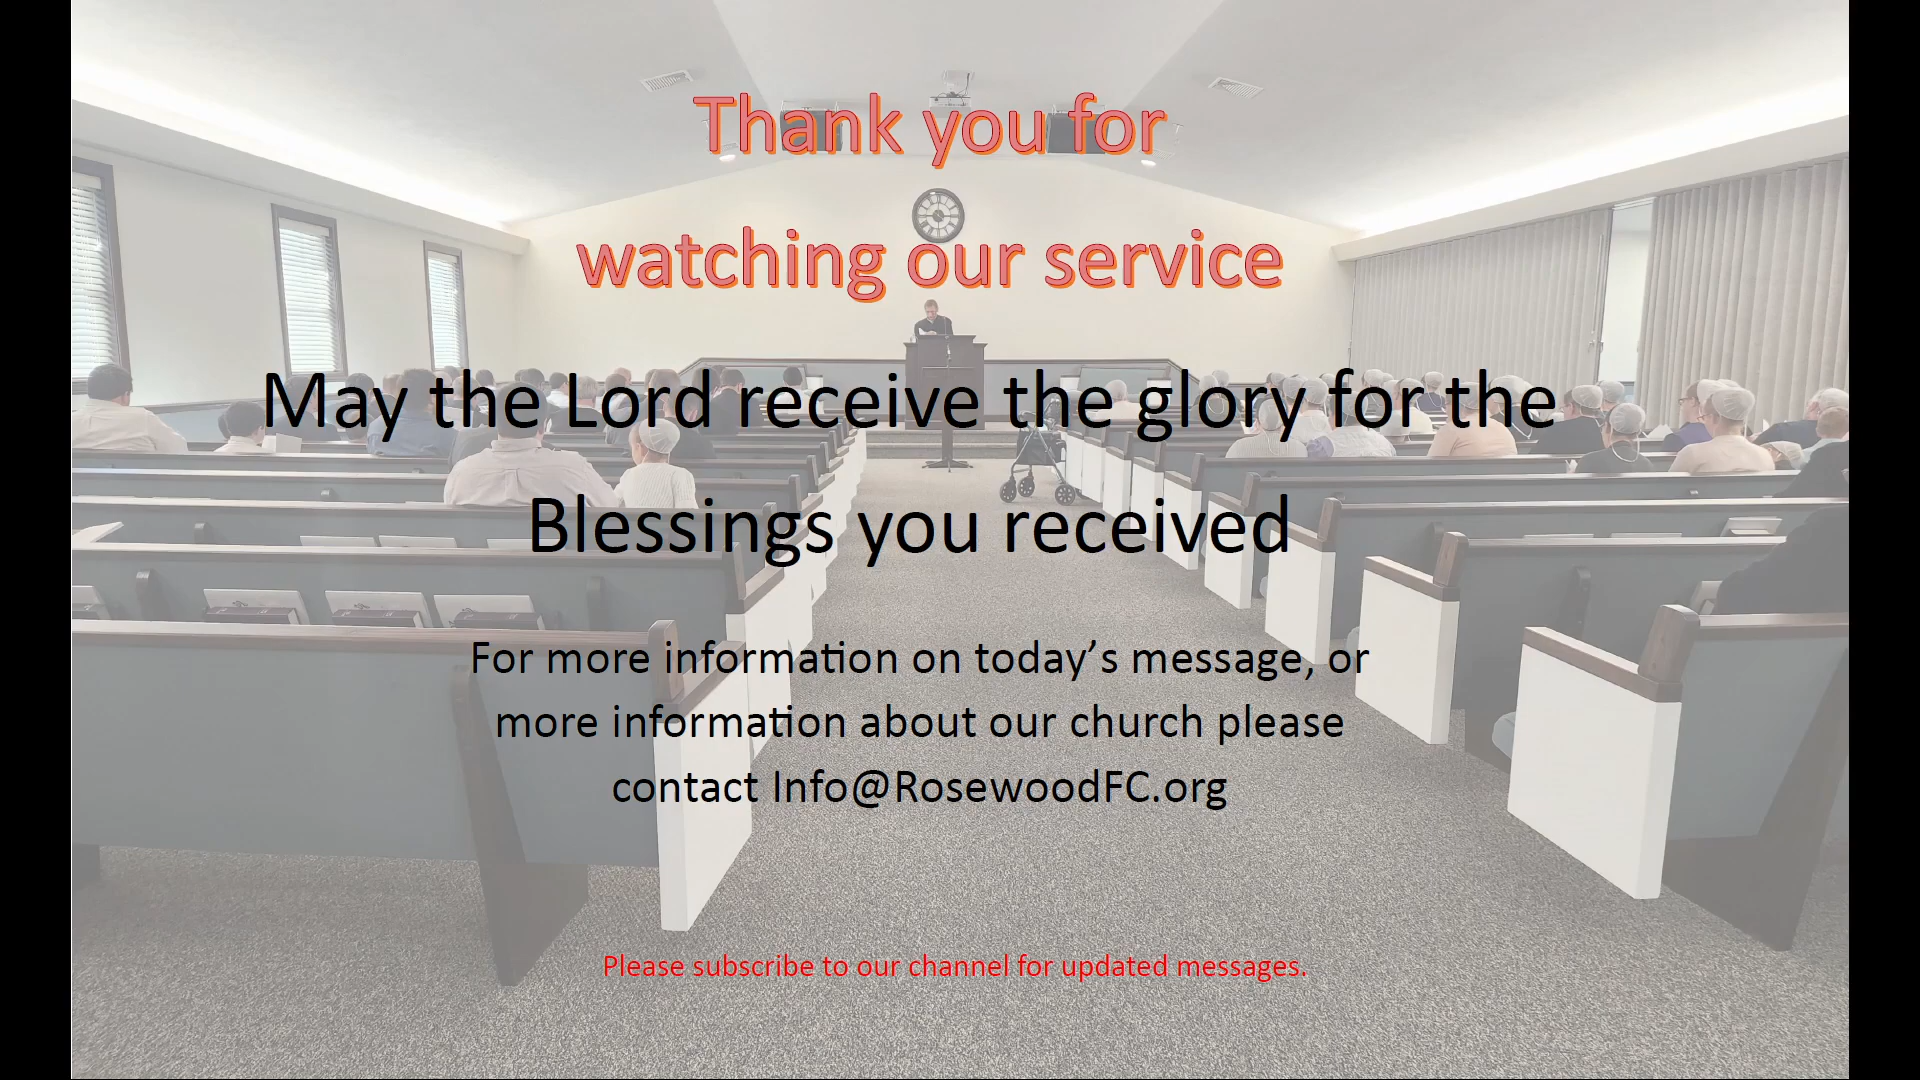 Thank you for
watching our service
May the Lord receive the glory for the
Blessings you received
For more information on today’s message, or
more information about our church please
contact Info@RosewoodFC.org
Please subscribe to our channel for updated messages.